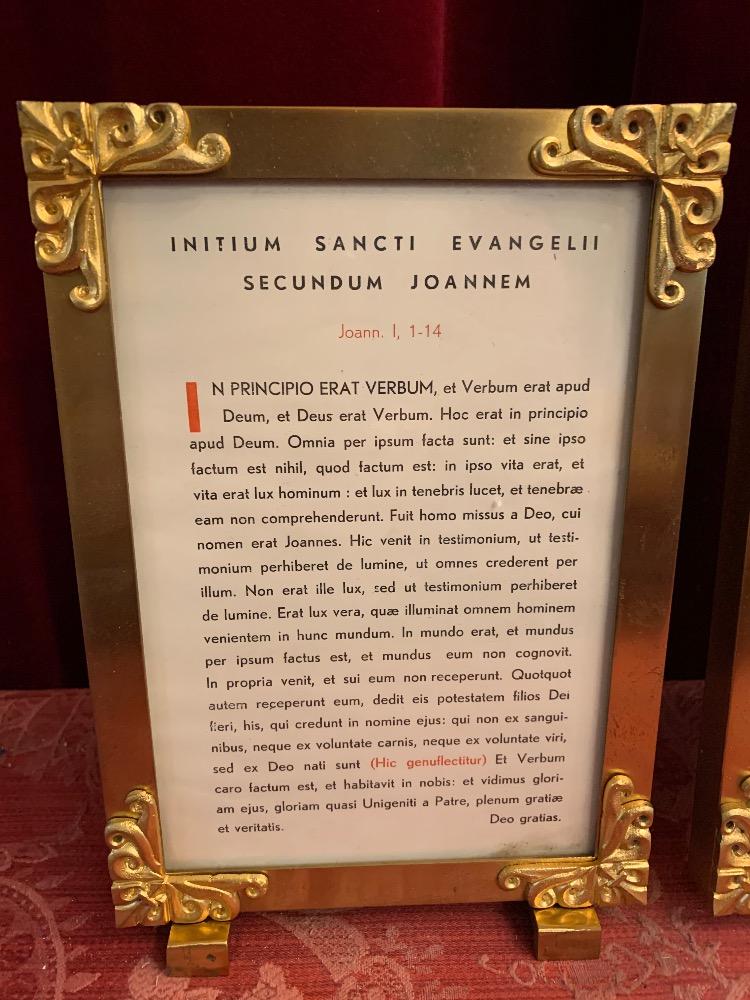 INITIUM SANCTI EVANGELII
SECUNDUM JOANNEM
Joann. I, 1-14
IN PRINCIPIO ERAT VERBUM, et Verbum erat apud
Deum, et Deus erat Verbum. Hoc erat in principio
apud Deum. Omnia per ipsum facta sunt: et sine ipso
factum est nihil, quod factum est: in ipso vita erat, et
vita erat lux hominum : et lux in tenebris lucet, et tenebræ
eam non comprehenderunt. Fuit homo missus a Deo, cui
nomen erat Joannes. Hic venit in testimonium, ut testi-
monium perhiberet de lumine, ut omnes crederent per
illum. Non erat ille lux, sed ut testimonium perhiberet
de lumine. Erat lux vera, quæ illuminat omnem hominem
venientem in hunc mundum. In mundo erat, et mundus
per ipsum factus est, et mundus eum non cognovit.
In propria venit, et sui eum non receperunt. Quotquot
autem receperunt eum, dedit eis potestatem filios Dei
fieri, his, qui credunt in nomine ejus: qui non ex sangui-
nibus, neque ex voluntate carnis, neque ex voluntate viri,
sed ex Deo nati sunt (Hic genuflectitur) Et Verbum
caro factum est, et habitavit in nobis: et vidimus glori-
am ejus, gloriam quasi Unigeniti a Patre, plenum gratiæ
et veritatis. Deo gratias.